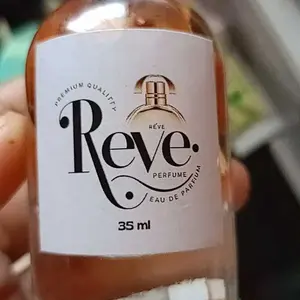 PREMIUM QUALITY
RÊVE
Reve
PERFUME
EAU DE PARFUM
35 ml